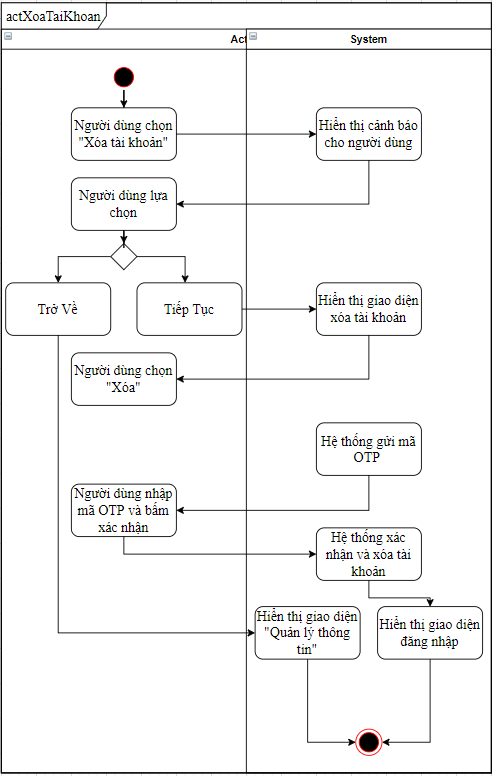 actXoaTaiKhoan
Act
System
Người dùng chọn
"Xóa tài khoản"
Hiển thị cảnh báo
cho người dùng
Người dùng lựa
chọn
Trở Về
Tiếp Tục
Hiển thị giao diện
xóa tài khoản
Người dùng chọn
"Xóa"
Hệ thống gửi mã
OTP
Người dùng nhập
mã OTP và bấm
xác nhận
Hệ thống xác
nhận và xóa tài
khoản
Hiển thị giao diện
"Quản lý thông
tin"
Hiển thị giao diện
đăng nhập